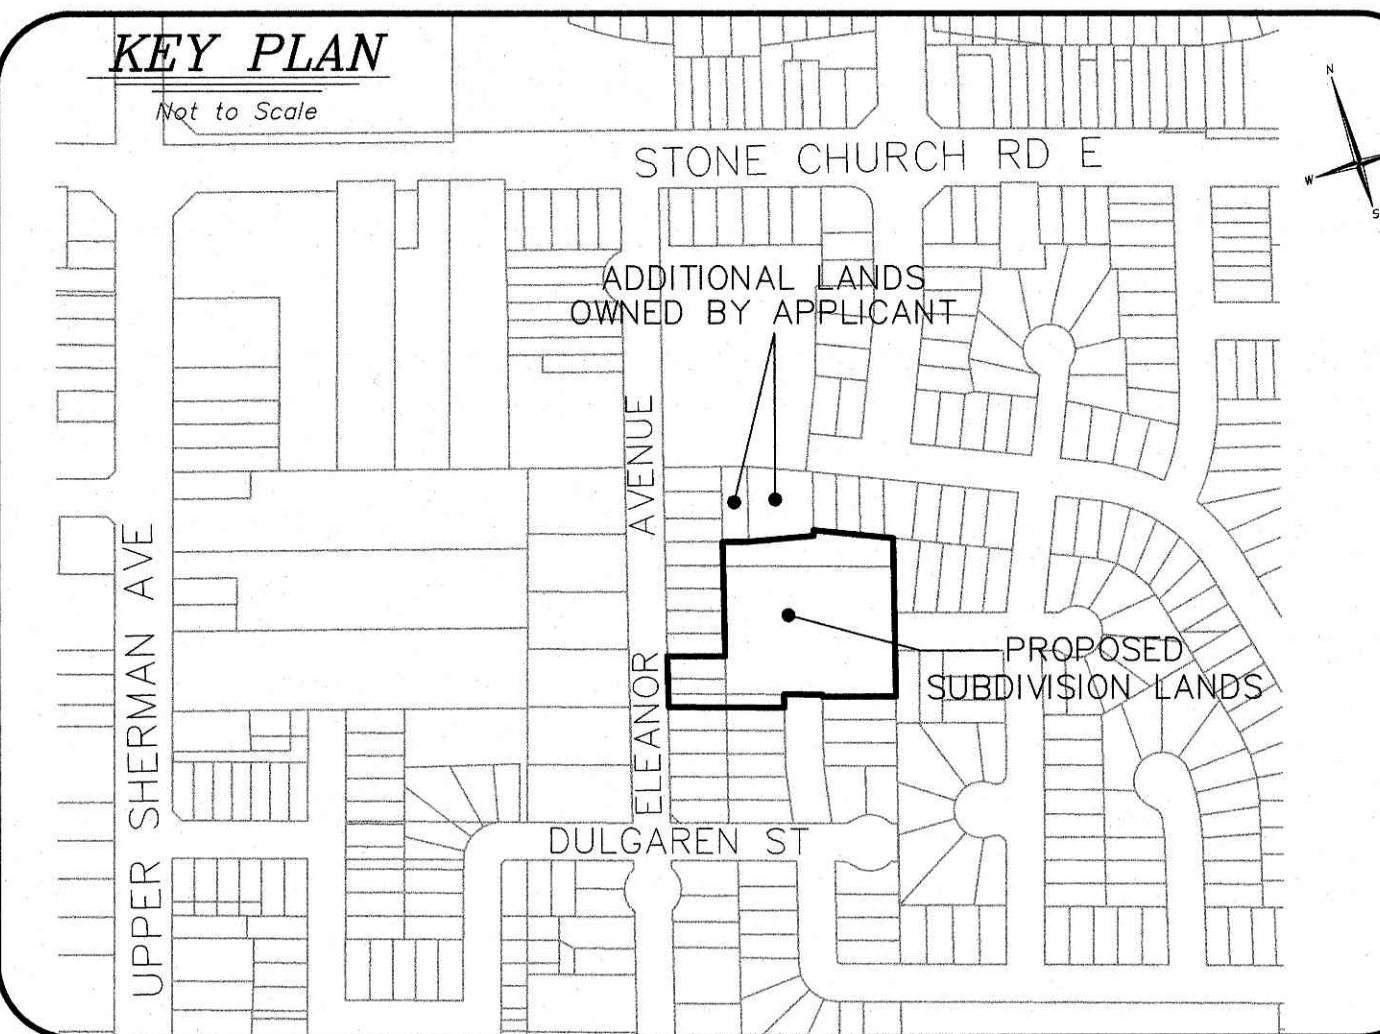 KEY PLAN
Not to Scale
N
W
S
STONE CHURCH RD E
ADDITIONAL LANDS
OWNED BY APPLICANT
ELEANOR AVENUE
UPPER SHERMAN AVE
PROPOSED
SUBDIVISION LANDS
DULGAREN ST